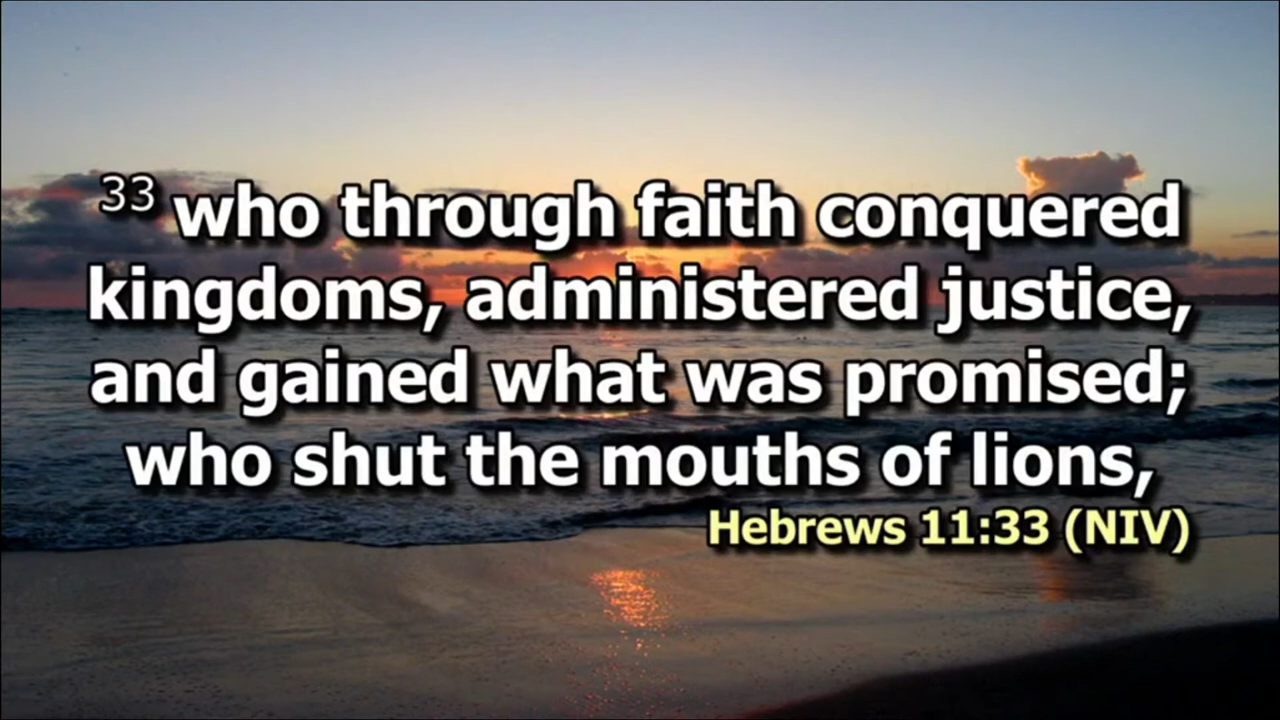 33 who through faith conquered
kingdoms, administered justice,
and gained what was promised;
who shut the mouths of lions,
Hebrews 11:33 (NIV)